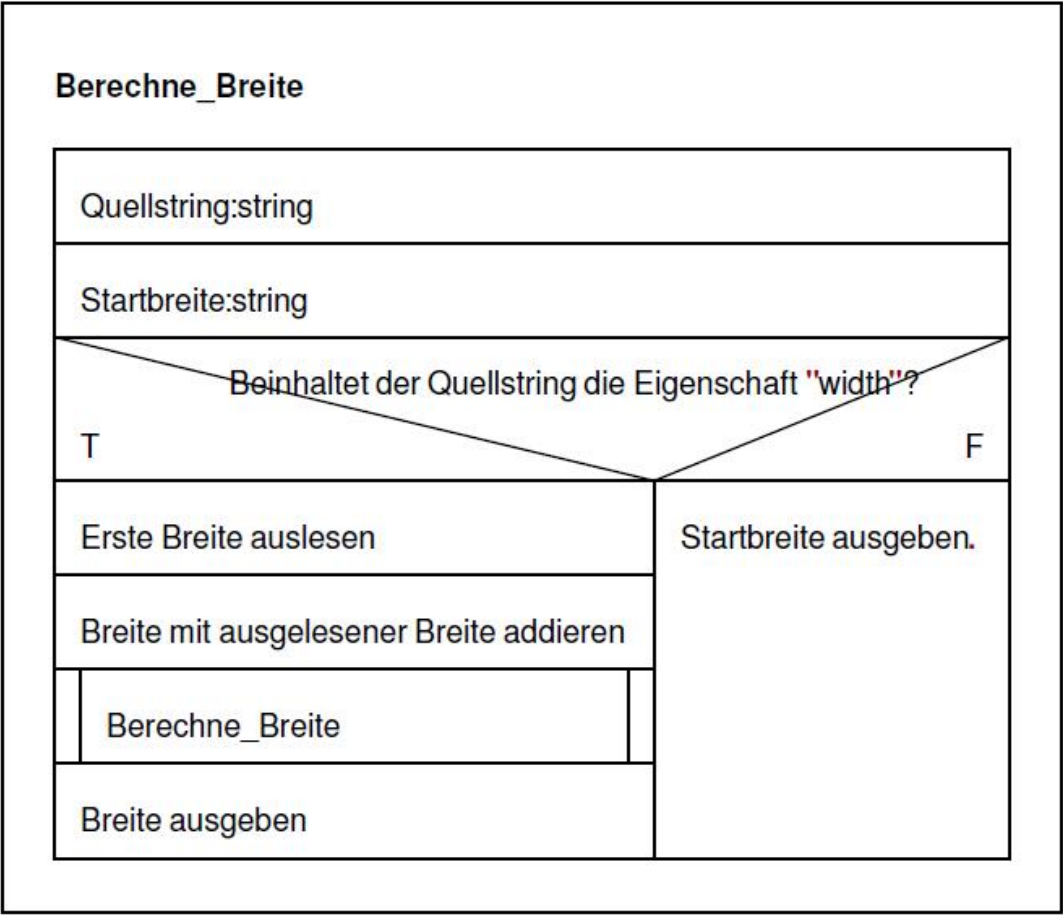 Berechne_Breite
Quellstring:string
Startbreite:string
Beinhaltet der Quellstring die Eigenschaft "width"?
T
F
Erste Breite auslesen
Startbreite ausgeben.
Breite mit ausgelesener Breite addieren
Berechne_Breite
Breite ausgeben